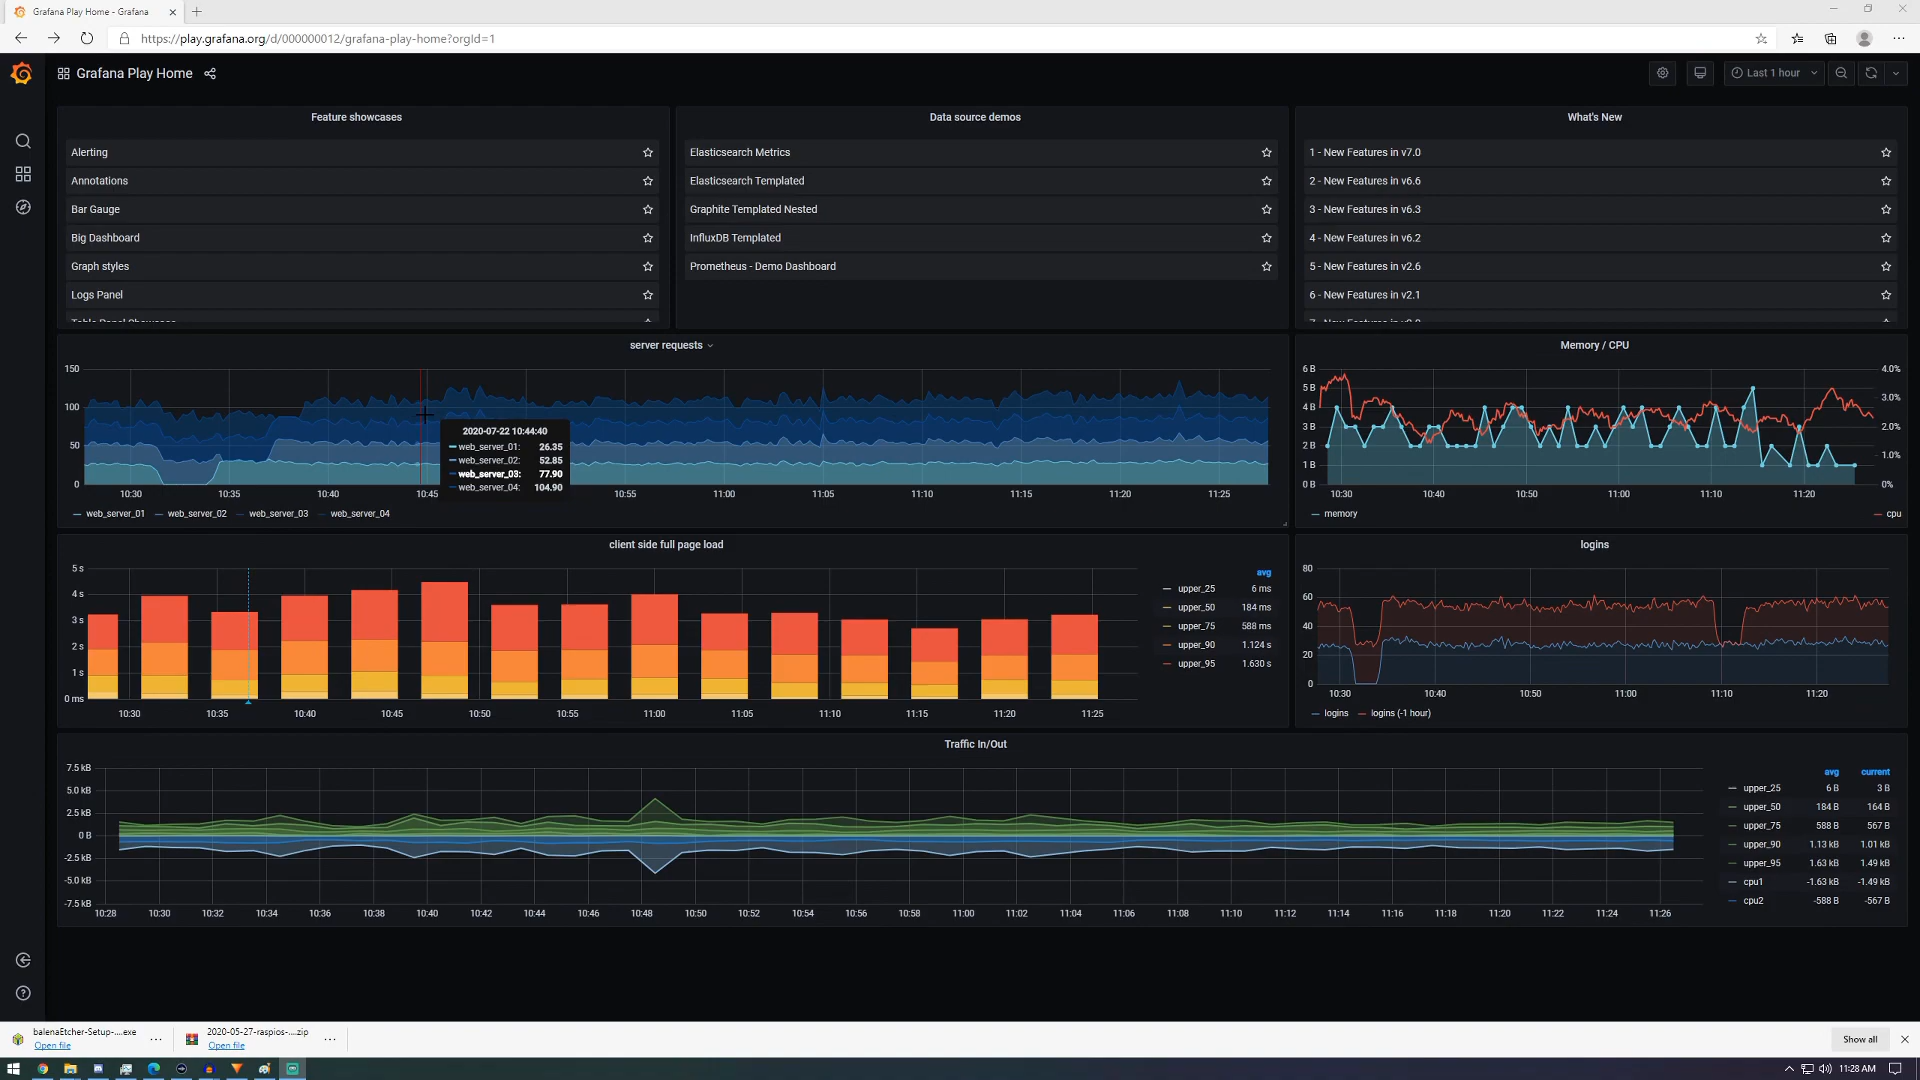 Grafana Play Home - Grafana
https://play.grafana.org/d/000000012/grafana-play-home?orgId=1
Grafana Play Home
Last 1 hour
Feature showcases
Alerting
Annotations
Bar Gauge
Big Dashboard
Graph styles
Logs Panel
Data source demos
Elasticsearch Metrics
Elasticsearch Templated
Graphite Templated Nested
InfluxDB Templated
Prometheus - Demo Dashboard
What's New
1 - New Features in v7.0
2 - New Features in v6.6
3 - New Features in v6.3
4 - New Features in v6.2
5 - New Features in v2.6
6 - New Features in v2.1
server requests
150
100
50
0
10:30 10:35 10:40 10:45 10:55 11:00 11:05 11:10 11:15 11:20 11:25
2020-07-22 10:44:40
web_server_01: 26.35
web_server_02: 52.85
web_server_03: 77.90
web_server_04: 104.90
web_server_01 web_server_02 web_server_03 web_server_04
Memory / CPU
6 B 4.0%
5 B
4 B 3.0%
3 B 2.0%
2 B
1 B 1.0%
0 B 0%
10:30 10:40 10:50 11:00 11:10 11:20
memory cpu
client side full page load
5 s
4 s
3 s
2 s
1 s
0 ms
10:30 10:35 10:40 10:45 10:50 10:55 11:00 11:05 11:10 11:15 11:20 11:25
avg
upper_25 6 ms
upper_50 184 ms
upper_75 588 ms
upper_90 1.124 s
upper_95 1.630 s
logins
80
60
40
20
0
10:30 10:40 10:50 11:00 11:10 11:20
logins logins (-1 hour)
Traffic In/Out
7.5 kB
5.0 kB
2.5 kB
0 B
-2.5 kB
-5.0 kB
-7.5 kB
10:28 10:30 10:32 10:34 10:36 10:38 10:40 10:42 10:44 10:46 10:48 10:50 10:52 10:54 10:56 10:58 11:00 11:02 11:04 11:06 11:08 11:10 11:12 11:14 11:16 11:18 11:20 11:22 11:24 11:26
avg current
upper_25 6 B 3 B
upper_50 184 B 164 B
upper_75 588 B 567 B
upper_90 1.13 kB 1.01 kB
upper_95 1.63 kB 1.49 kB
cpu1 -1.63 kB -1.49 kB
cpu2 -588 B -567 B
balenaEtcher-Setup-....exe
Open file
2020-05-27-raspios-....zip
Open file
Show all
11:28 AM